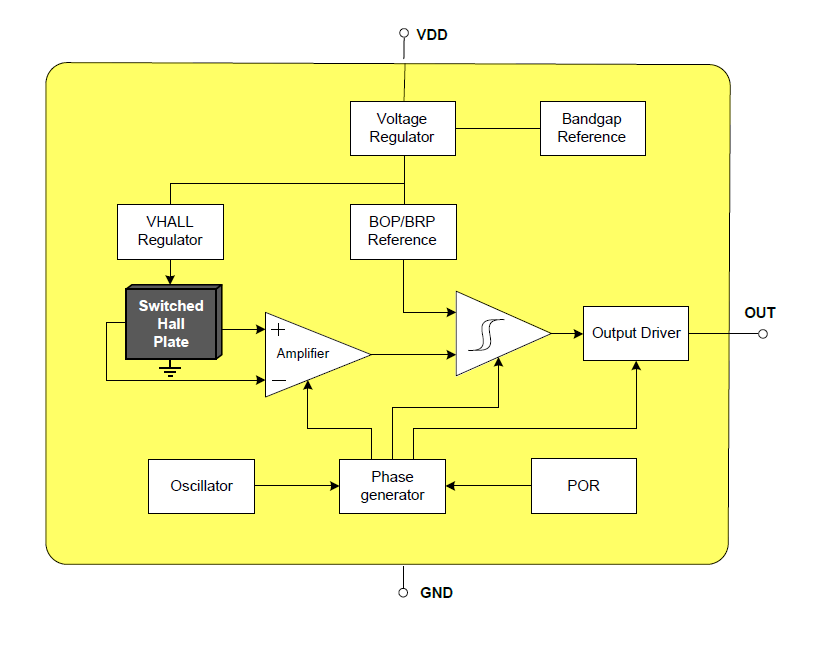 VDD
Voltage
Regulator
Bandgap
Reference
VHALL
Regulator
BOP/BRP
Reference
Switched
Hall
Plate
+
Amplifier
−
OUT
Output Driver
Oscillator
Phase
generator
POR
GND